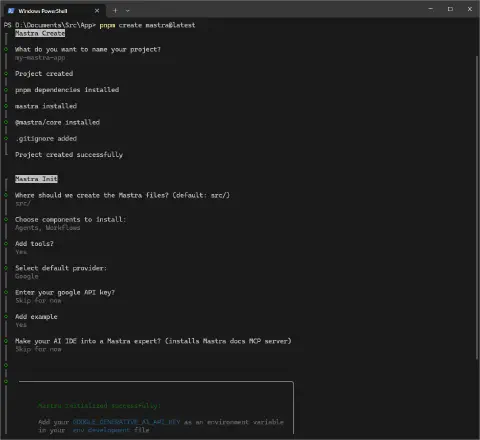 Windows PowerShell
PS D:\Documents\Src\App> pnpm create mastra@latest
Mastra Create
What do you want to name your project?
my-mastra-app
Project created
pnpm dependencies installed
mastra installed
@mastra/core installed
.gitignore added
Project created successfully
Mastra Init
Where should we create the Mastra files? (default: src/)
src/
Choose components to install:
Agents, Workflows
Add tools?
Yes
Select default provider:
Google
Enter your google API key?
Skip for now
Add example
Yes
Make your AI IDE into a Mastra expert? (installs Mastra docs MCP server)
Skip for now
Mastra initialized successfully!
Add your GOOGLE_GENERATIVE_AI_API_KEY as an environment variable
in your .env.development file